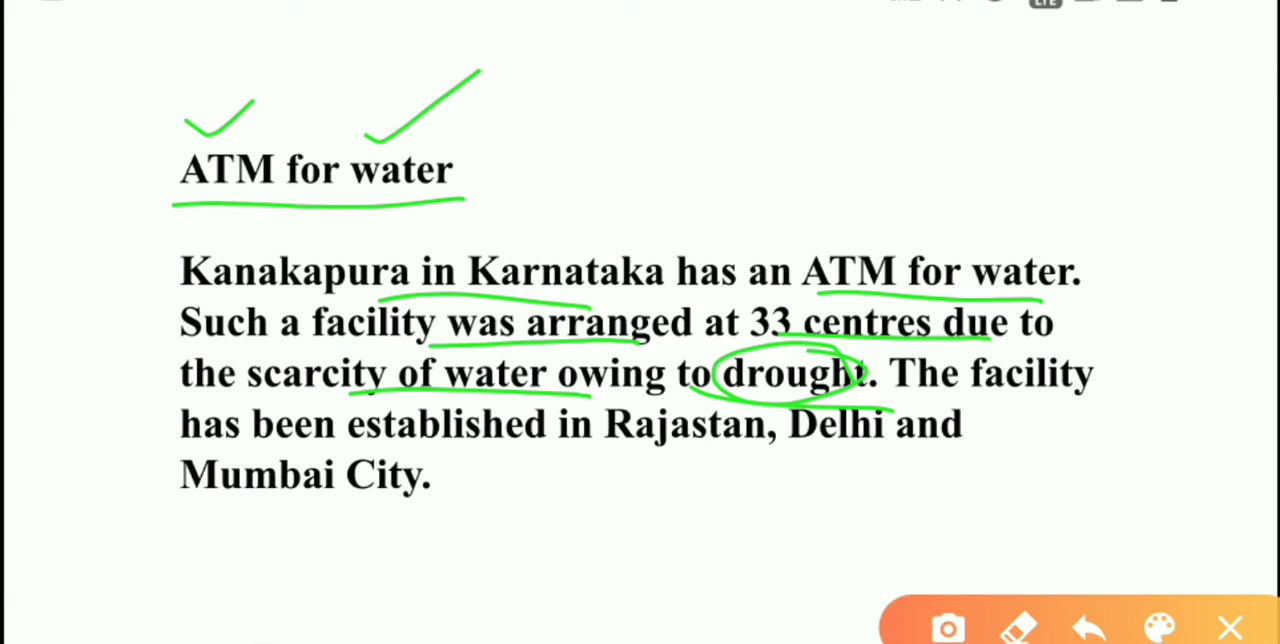 LTE
ATM for water
Kanakapura in Karnataka has an ATM for water.
Such a facility was arranged at 33 centres due to
the scarcity of water owing to drought. The facility
has been established in Rajastan, Delhi and
Mumbai City.